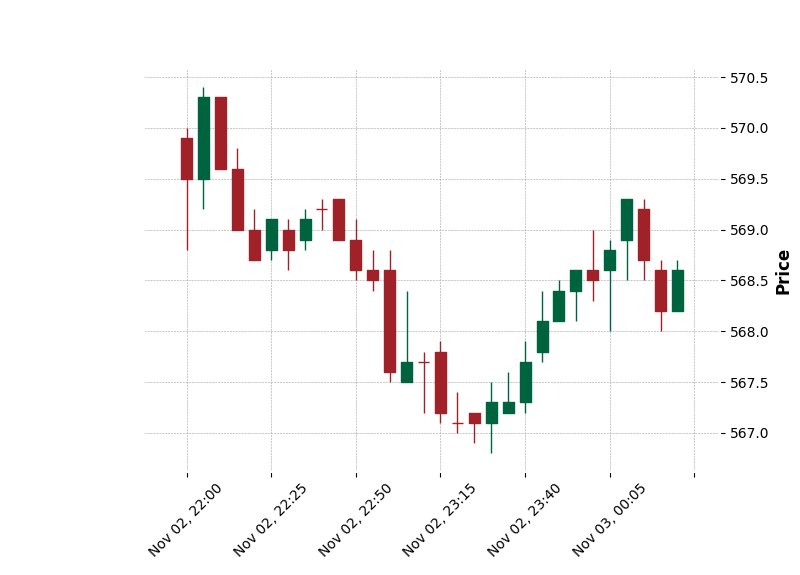 570.5
570.0
569.5
569.0
568.5
568.0
567.5
567.0
Price
Nov 02, 22:00
Nov 02, 22:25
Nov 02, 22:50
Nov 02, 23:15
Nov 02, 23:40
Nov 03, 00:05